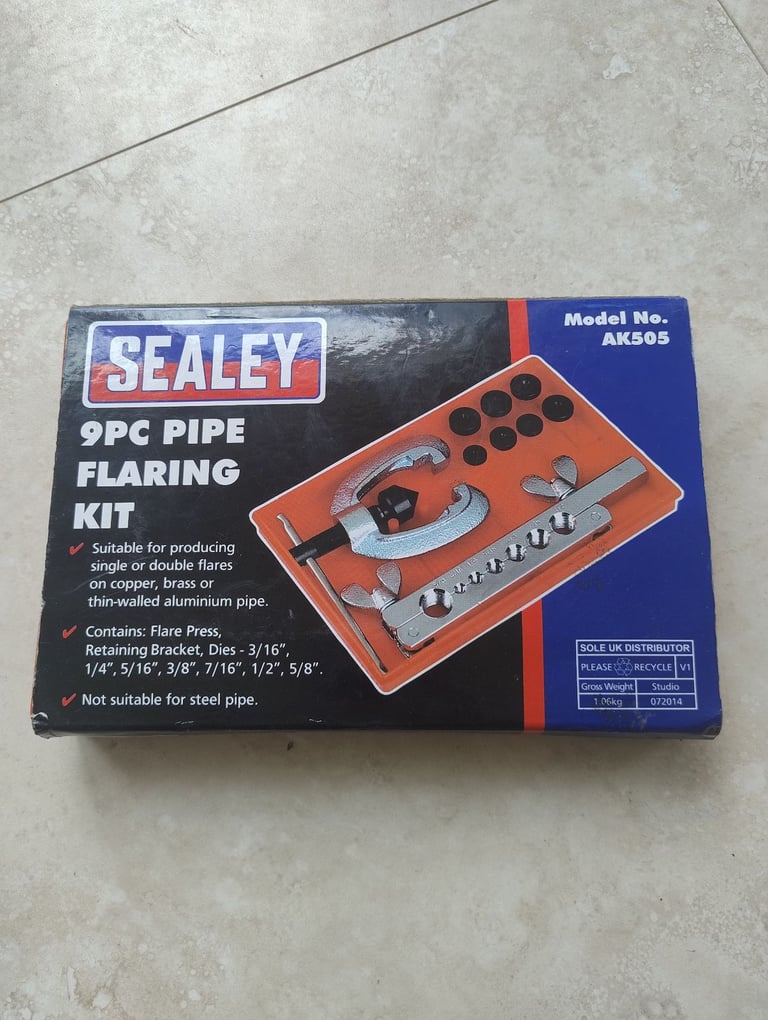 SEALEY
9PC PIPE
FLARING
KIT
Suitable for producing
single or double flares
on copper, brass or
thin-walled aluminium pipe.
Contains: Flare Press,
Retaining Bracket, Dies - 3/16”,
1/4”, 5/16”, 3/8”, 7/16”, 1/2”, 5/8”.
Not suitable for steel pipe.
Model No.
AK505
SOLE UK DISTRIBUTOR
PLEASE RECYCLE V1
Gross Weight Studio
1.06kg 072014